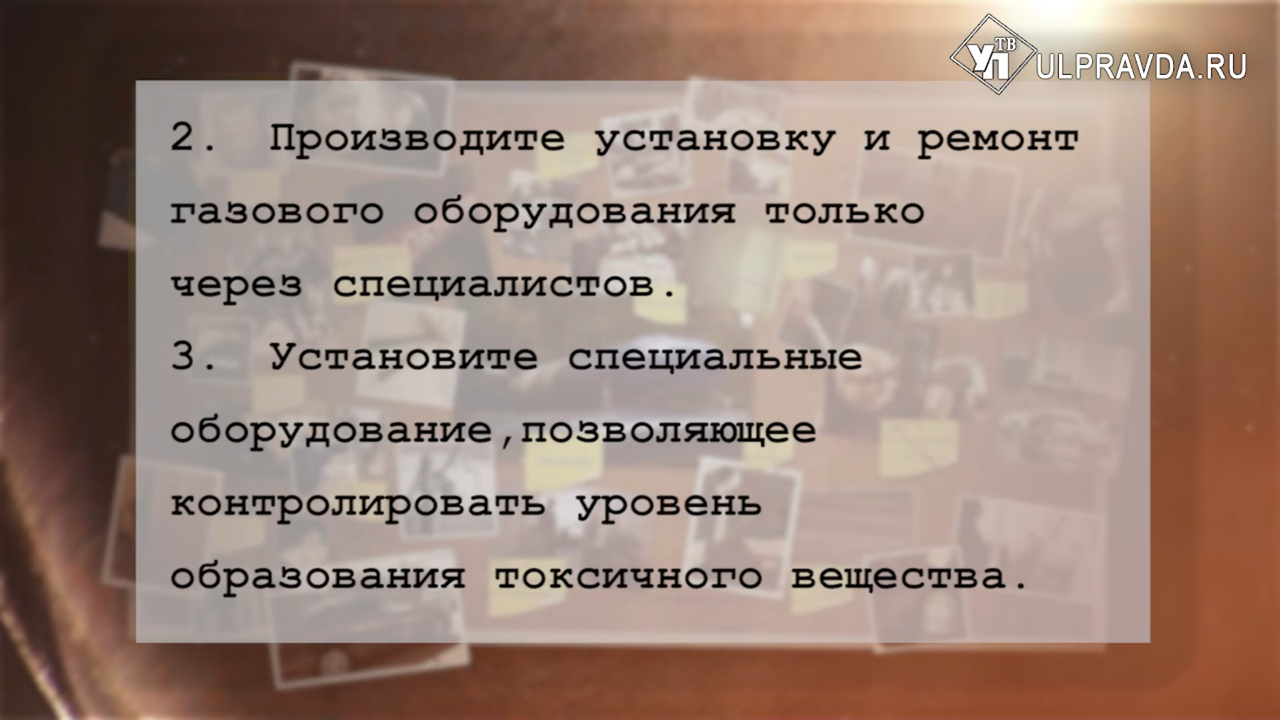 ТВ
УП
ULPRAVDA.RU
2. Производите установку и ремонт
газового оборудования только
через специалистов.
3. Установите специальные
оборудование,позволяющее
контролировать уровень
образования токсичного вещества.